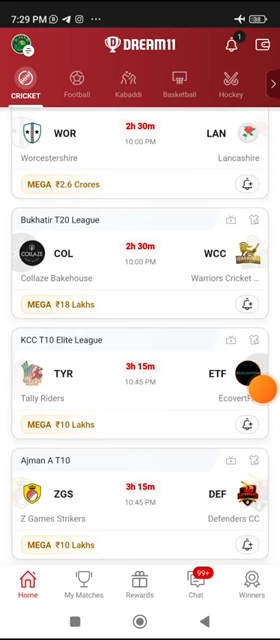 7:29 PM
38
1
DREAM11
CRICKET
Football
Kabaddi
Basketball
Hockey
WOR 2h 30m LAN
Worcestershire 10:00 PM Lancashire
MEGA ₹2.6 Crores
Bukhatir T20 League
COLLAZE COL 2h 30m WCC
Collaze Bakehouse 10:00 PM Warriors Cricket ...
MEGA ₹18 Lakhs
KCC T10 Elite League
TYR 3h 15m ETF
Tally Riders 10:45 PM EcovertF
MEGA ₹10 Lakhs
Ajman A T10
ZGS 3h 15m DEF
Z Games Strikers 10:45 PM Defenders CC
MEGA ₹10 Lakhs
99+
Home My Matches Rewards Chat Winners